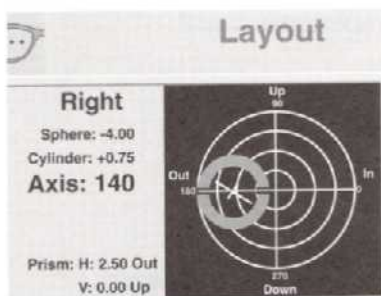 Layout
Right
Sphere: -4.00
Cylinder: +0.75
Axis: 140
Prism: H: 2.50 Out
V: 0.00 Up
Up
90
Out
180
In
0
270
Down